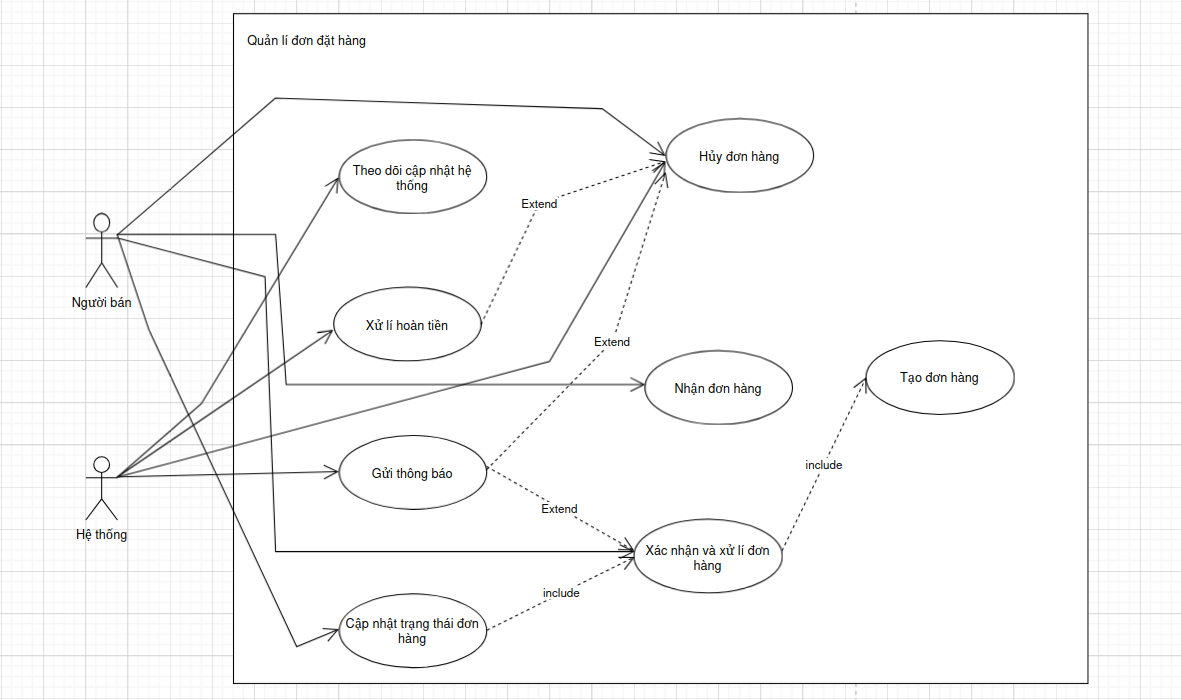 Quản lí đơn đặt hàng
Hủy đơn hàng
Theo dõi cập nhật hệ
thống
Extend
Người bán
Xử lí hoàn tiền
Extend
Nhận đơn hàng
Tạo đơn hàng
Gửi thông báo
include
Extend
Hệ thống
Xác nhận và xử lí đơn
hàng
include
Cập nhật trạng thái đơn
hàng